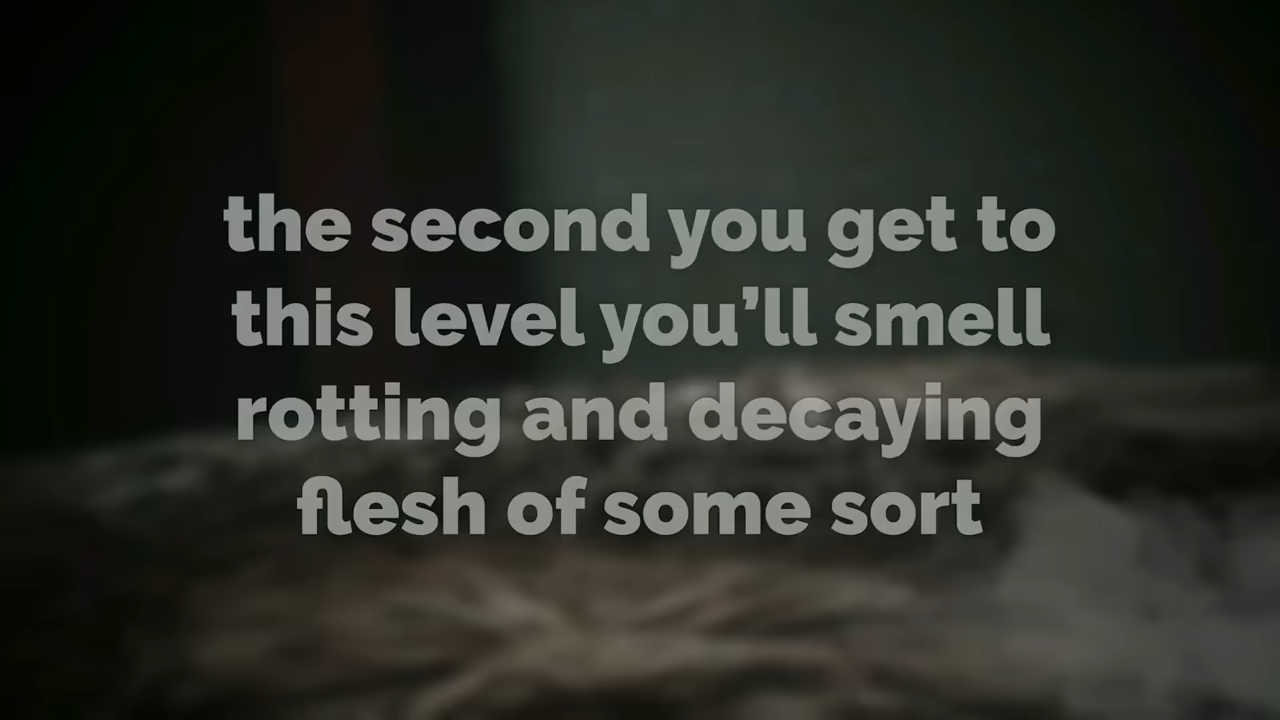 the second you get to
this level you’ll smell
rotting and decaying
flesh of some sort